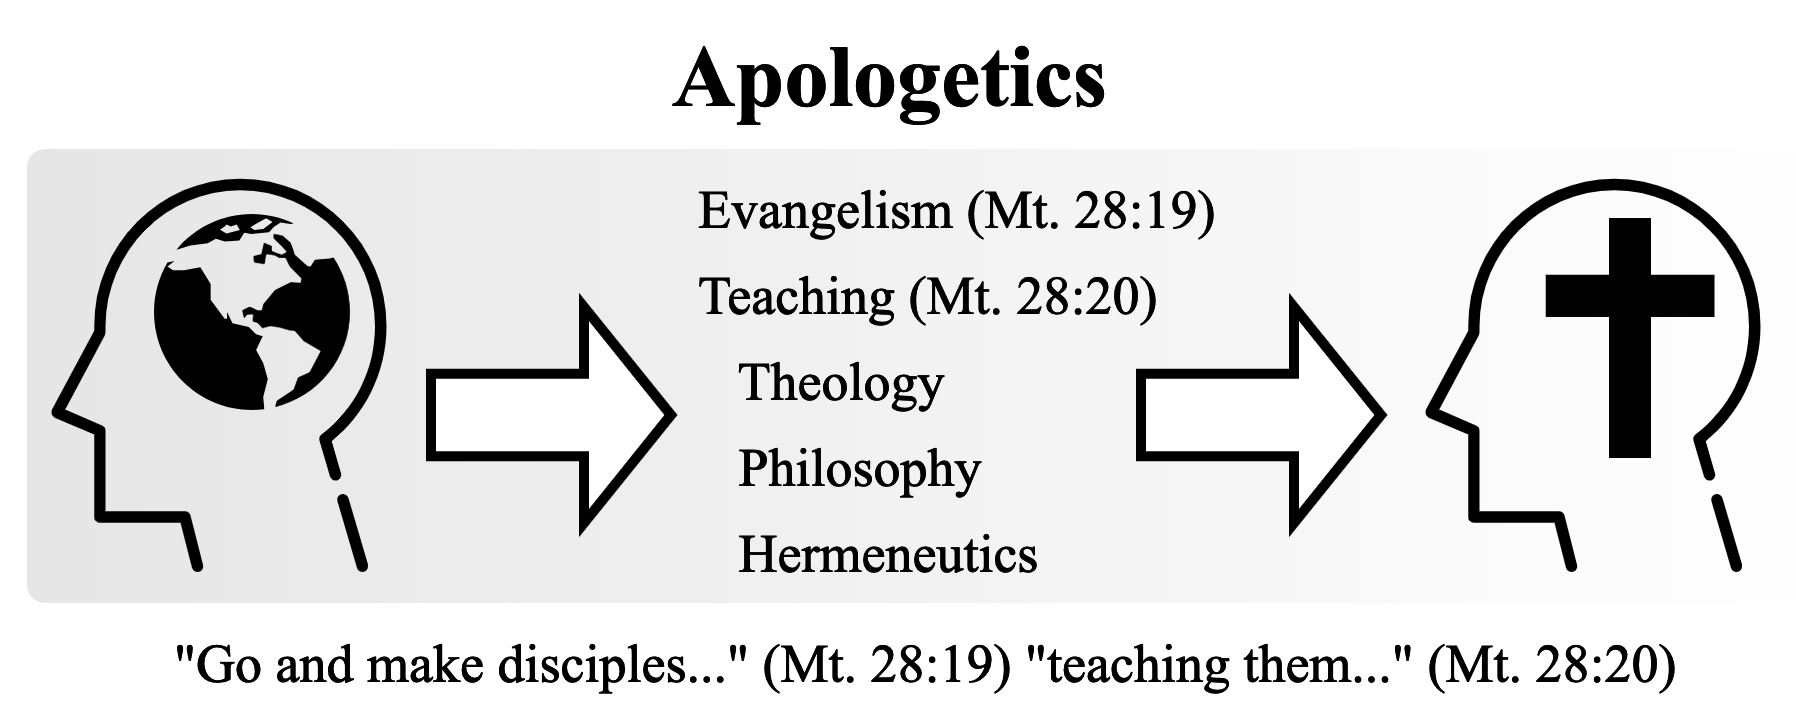 Apologetics
Evangelism (Mt. 28:19)
Teaching (Mt. 28:20)
Theology
Philosophy
Hermeneutics
"Go and make disciples..." (Mt. 28:19) "teaching them..." (Mt. 28:20)